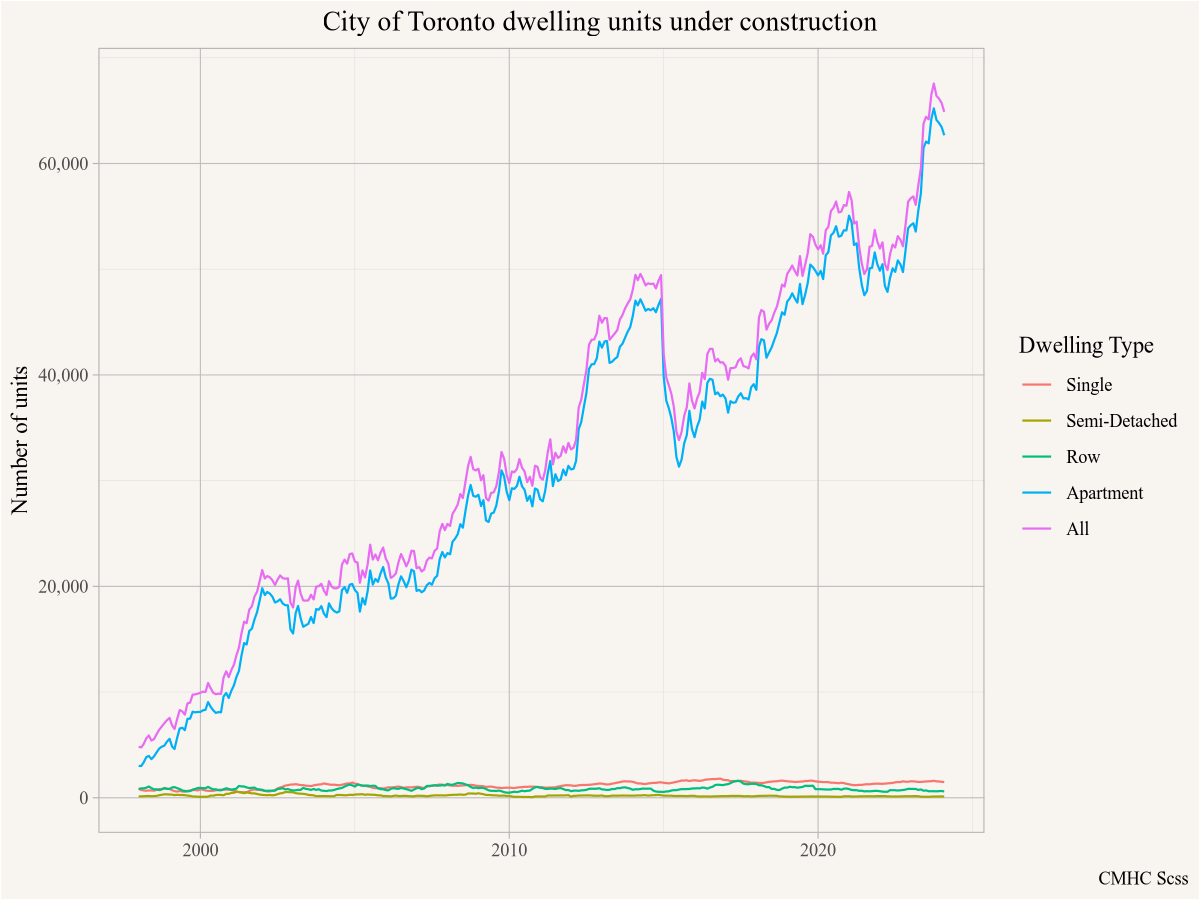 City of Toronto dwelling units under construction
Number of units
60,000
40,000
20,000
0
2000
2010
2020
Dwelling Type
Single
Semi-Detached
Row
Apartment
All
CMHC Scss